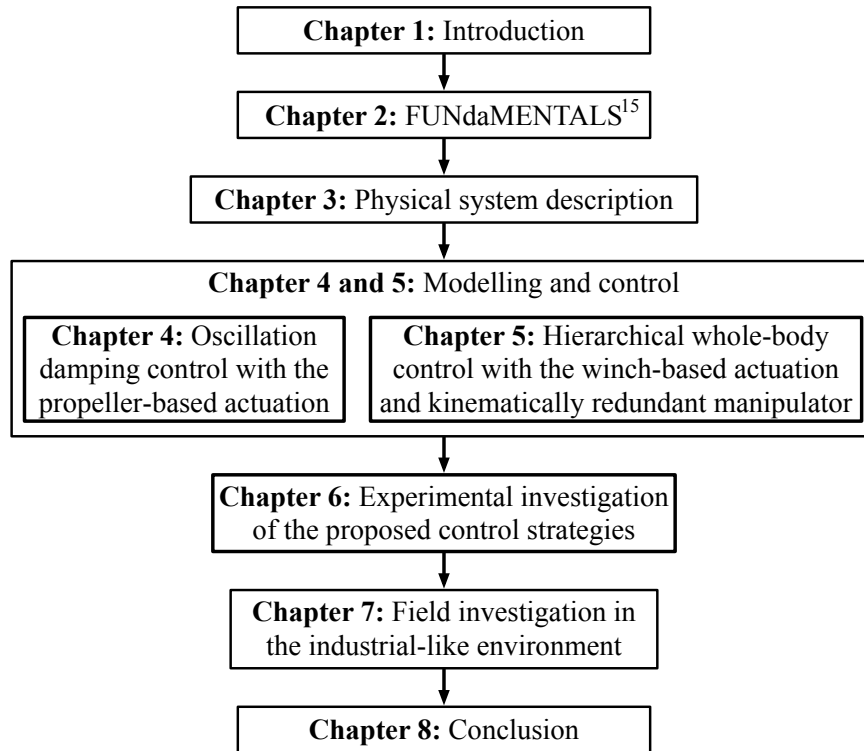 Chapter 1: Introduction
Chapter 2: FUNdaMENTALS¹⁵
Chapter 3: Physical system description
Chapter 4 and 5: Modelling and control
Chapter 4: Oscillation
damping control with the
propeller-based actuation
Chapter 5: Hierarchical whole-body
control with the winch-based actuation
and kinematically redundant manipulator
Chapter 6: Experimental investigation
of the proposed control strategies
Chapter 7: Field investigation in
the industrial-like environment
Chapter 8: Conclusion